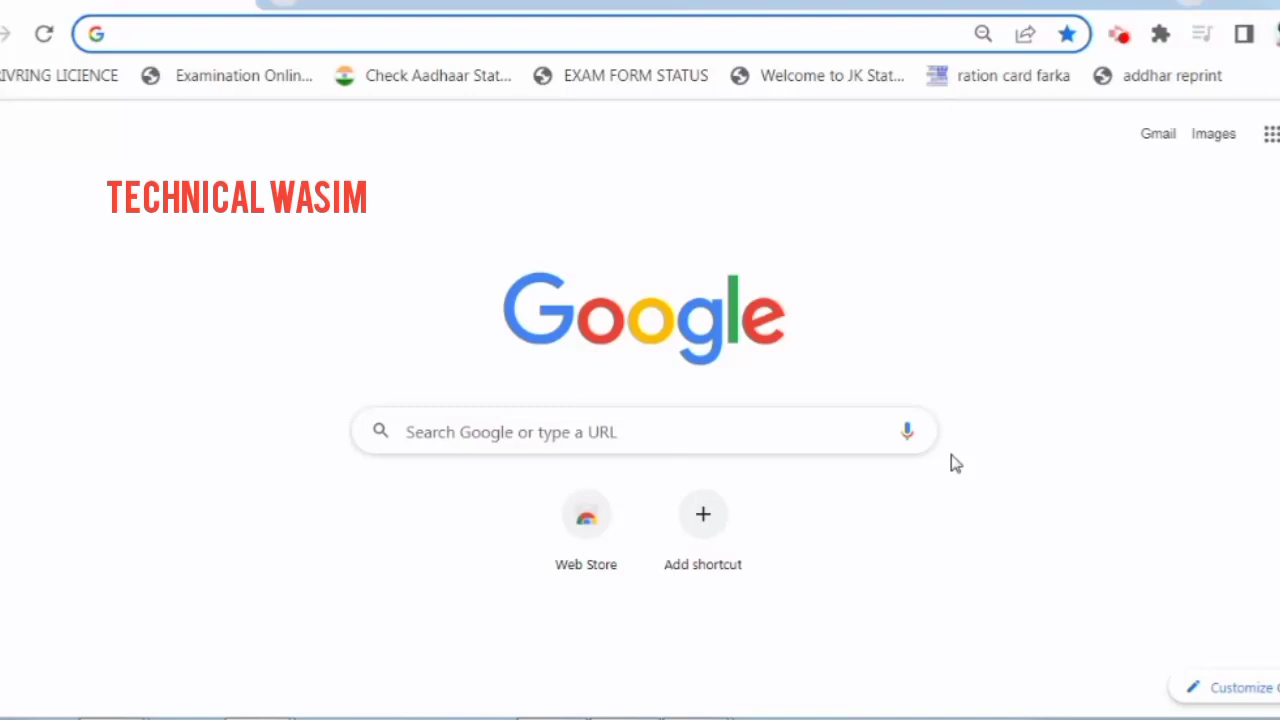 IVRING LICIENCE Examination Onlin... Check Aadhaar Stat... EXAM FORM STATUS Welcome to JK Stat... ration card farka addhar reprint
Gmail Images
TECHNICAL WASIM
Google
Search Google or type a URL
Web Store Add shortcut
Customize